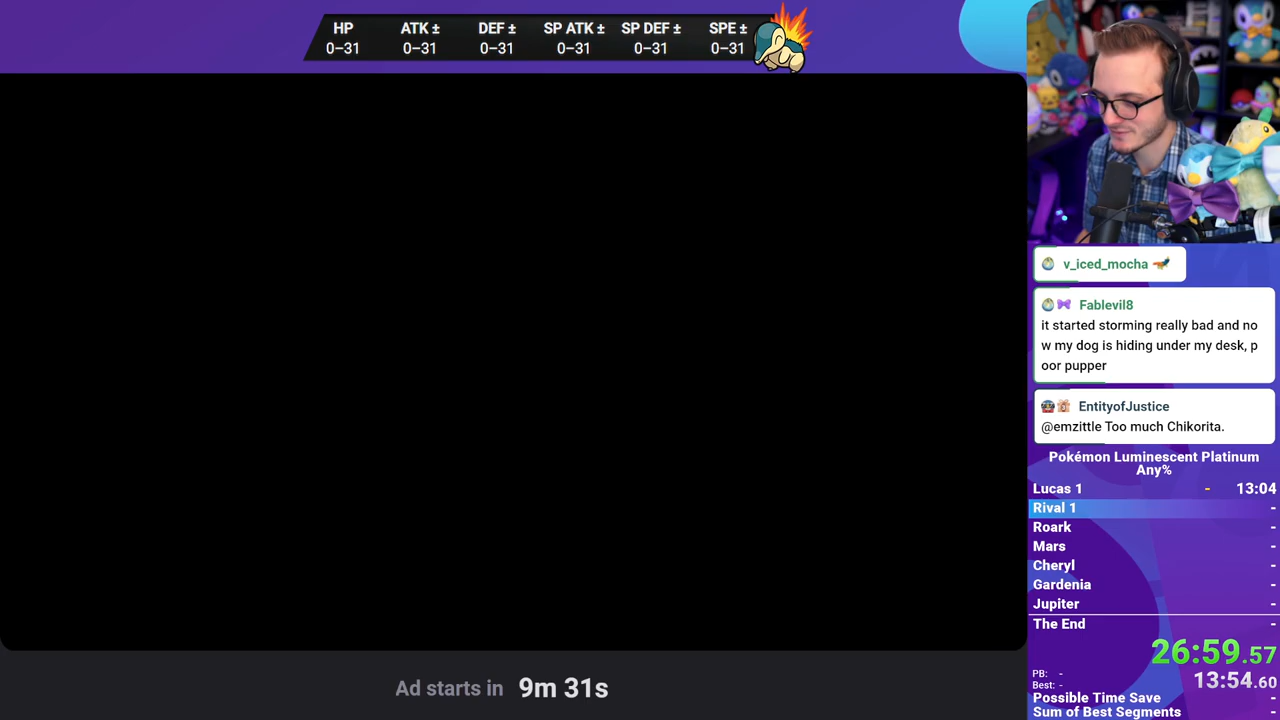 HP ATK ± DEF ± SP ATK ± SP DEF ± SPE ±
0–31 0–31 0–31 0–31 0–31 0–31
v_iced_mocha
Fablevil8
it started storming really bad and no
w my dog is hiding under my desk, p
oor pupper
EntityofJustice
@emzittle Too much Chikorita.
Pokémon Luminescent Platinum
Any%
Lucas 1 - 13:04
Rival 1 -
Roark -
Mars -
Cheryl -
Gardenia -
Jupiter -
The End -
26:59.57
PB: -
Best: -
13:54.60
Possible Time Save -
Sum of Best Segments -
Ad starts in 9m 31s